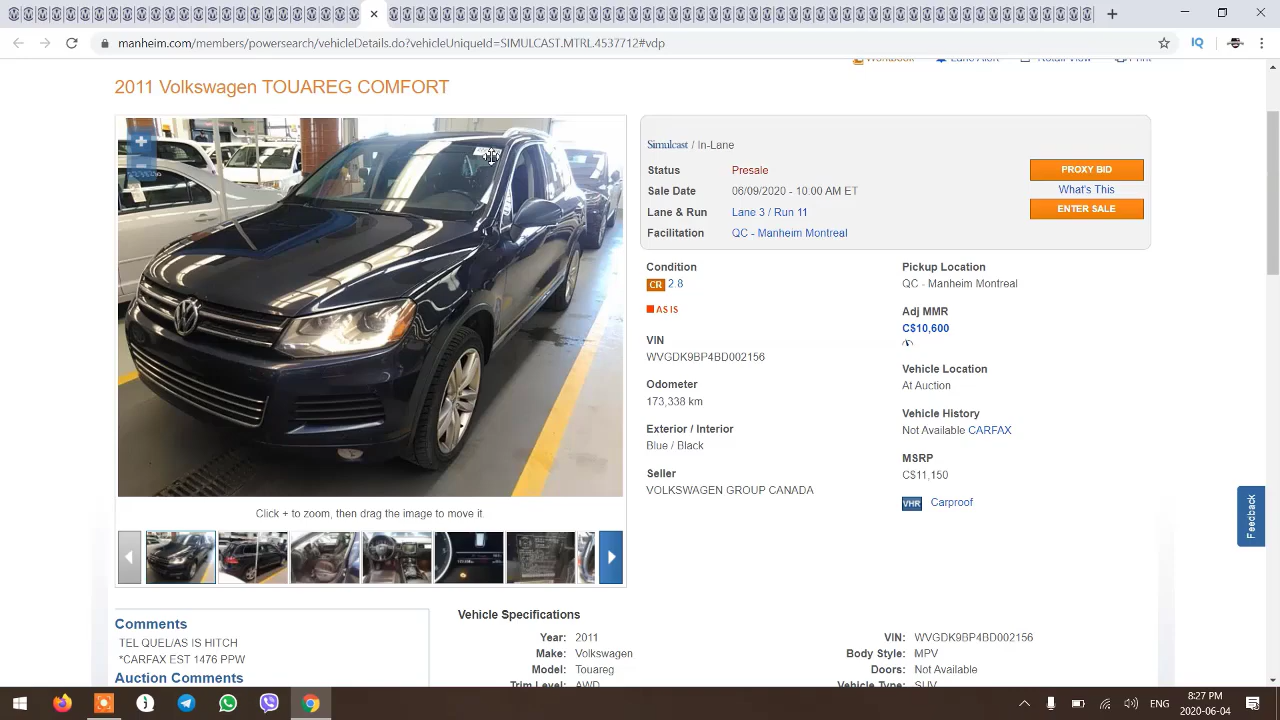 manheim.com/powersearch/vehicleDetails.do?vehicleUniqueId=SIMULCAST.MTRL.4537712#vdp
IQ
2011 Volkswagen TOUAREG COMFORT
Simulcast / In-Lane
Status Presale
Sale Date 06/09/2020 - 10.00 AM ET
Lane & Run Lane 3 / Run 11
Facilitation QC - Manheim Montreal
PROXY BID
What's This
ENTER SALE
Condition
CR 2.8
AS IS
VIN
WVGDK9BP4BD002156
Odometer
173,338 km
Exterior / Interior
Blue / Black
Seller
VOLKSWAGEN GROUP CANADA
Pickup Location
QC - Manheim Montreal
Adj MMR
C$10,600
Vehicle Location
At Auction
Vehicle History
Not Available CARFAX
MSRP
C$11,150
VHR Carproof
Feedback
Click + to zoom, then drag the image to move it.
Comments
TEL QUEL/AS IS HITCH
*CARFAX EST 1476 PPW
Auction Comments
Vehicle Specifications
Year: 2011
Make: Volkswagen
Model: Touareg
Trim Level: AWD
VIN: WVGDK9BP4BD002156
Body Style: MPV
Doors: Not Available
Vehicle Type: SUV
ENG
8:27 PM
2020-06-04